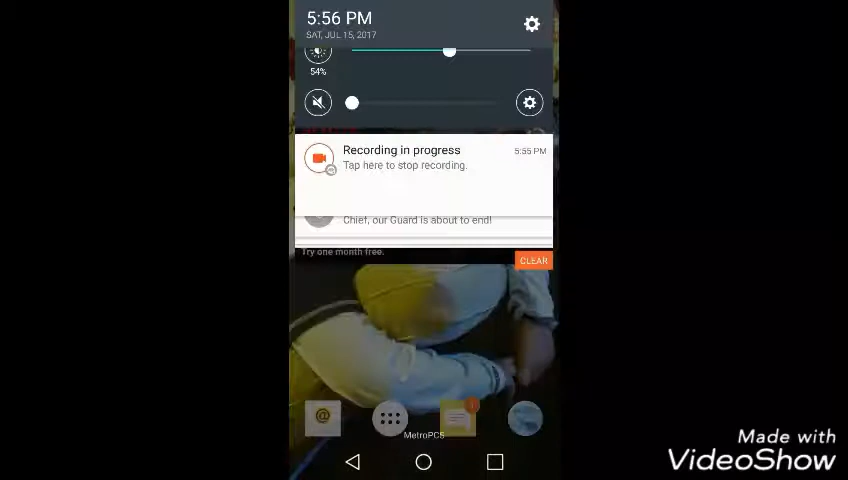 5:56 PM
SAT, JUL 15, 2017
54%
Recording in progress
5:55 PM
Tap here to stop recording.
Chief, our Guard is about to end!
Try one month free.
CLEAR
@
MetroPCS
Made with
VideoShow